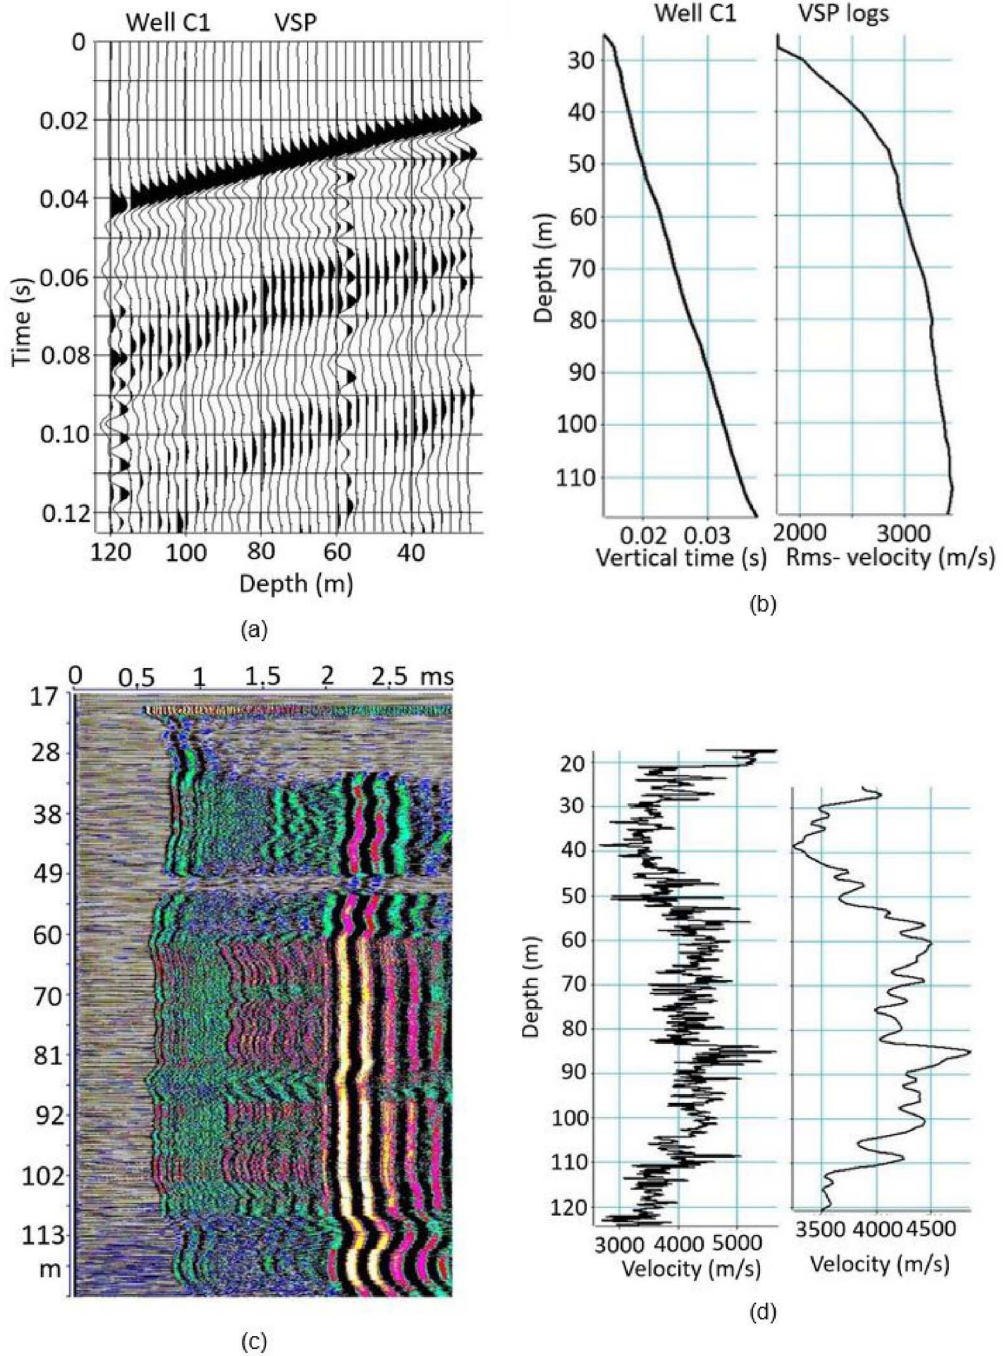 Well C1 VSP
0
0.02
0.04
0.06
0.08
0.10
0.12
Time (s)
120 100 80 60 40
Depth (m)
(a)
Well C1 VSP logs
30
40
50
60
70
80
90
100
110
Depth (m)
0.02 0.03
Vertical time (s)
2000 3000
Rms- velocity (m/s)
(b)
0 0,5 1 1.5 2 2.5 ms
17
28
38
49
60
70
81
92
102
113
m
(c)
20
30
40
50
60
70
80
90
100
110
120
Depth (m)
3000 4000 5000
Velocity (m/s)
3500 4000 4500
Velocity (m/s)
(d)